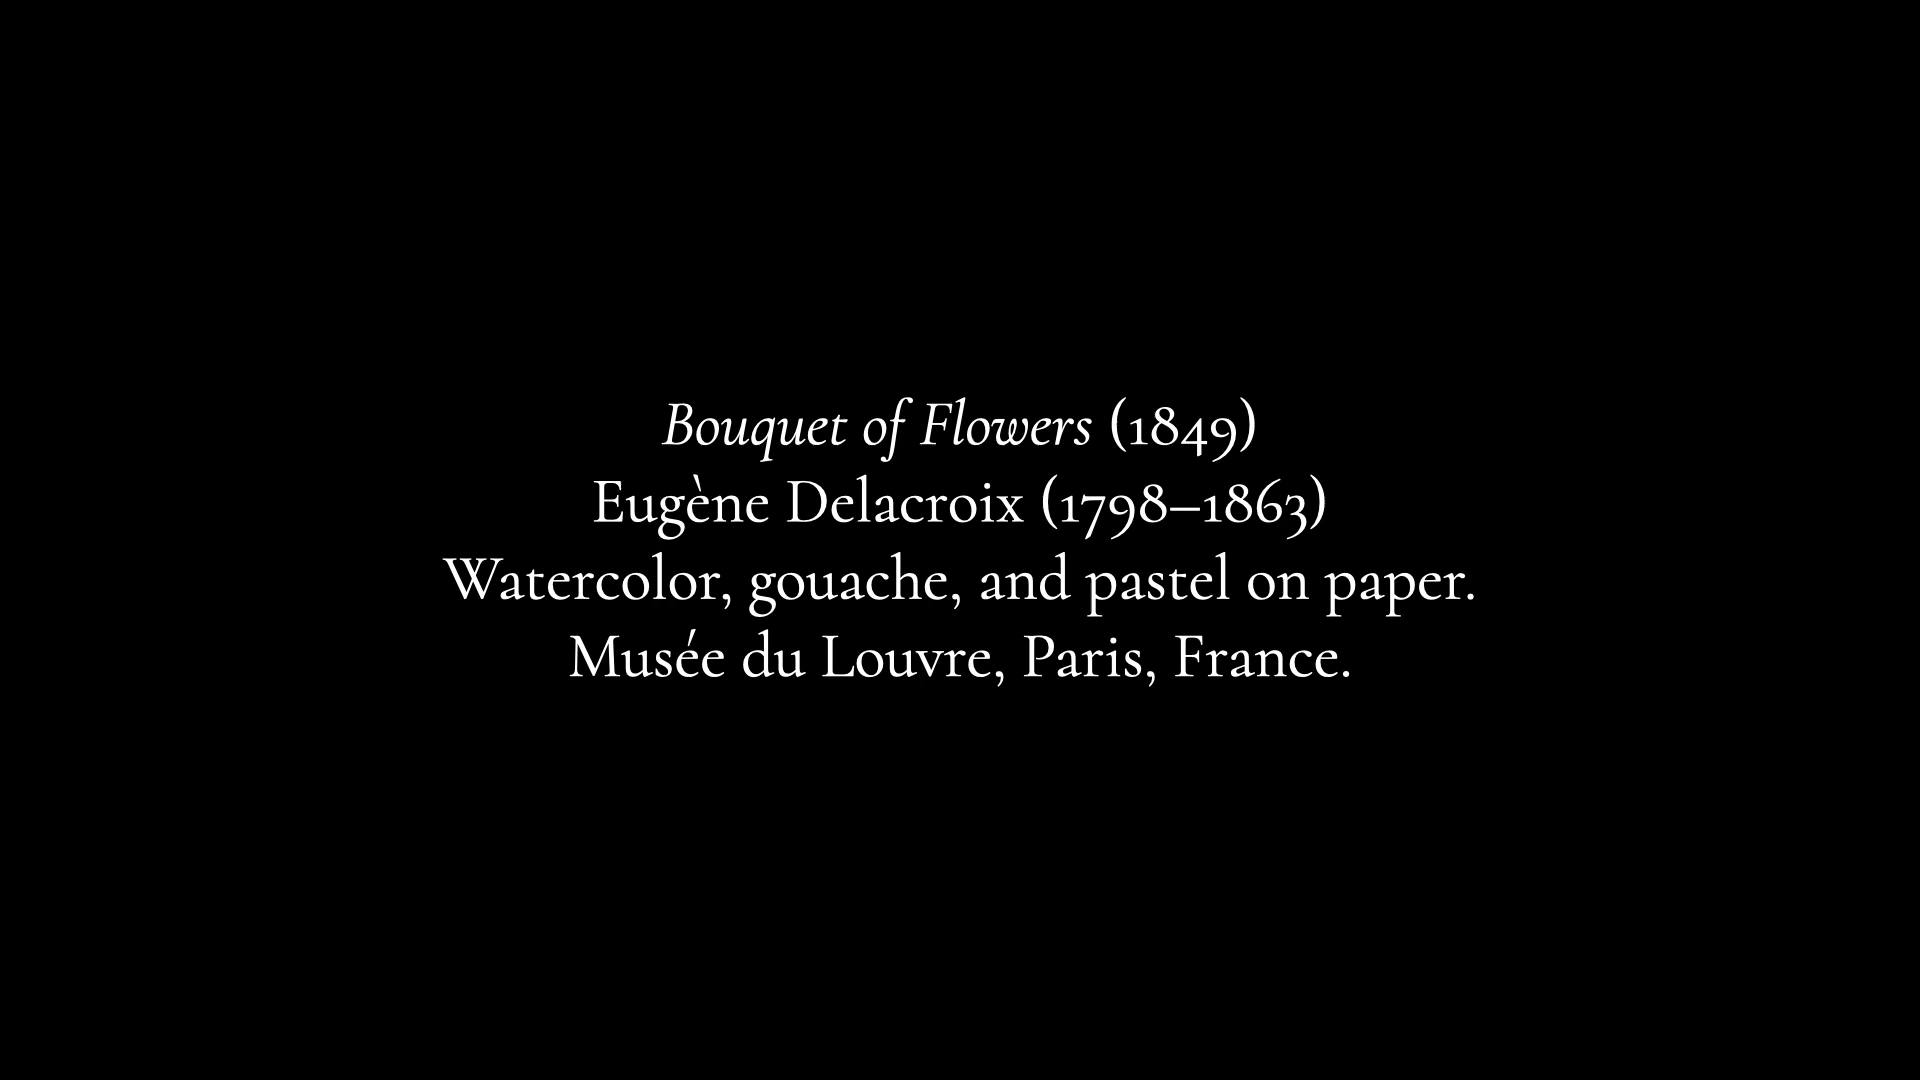 Bouquet of Flowers (1849)
Eugène Delacroix (1798–1863)
Watercolor, gouache, and pastel on paper.
Musée du Louvre, Paris, France.